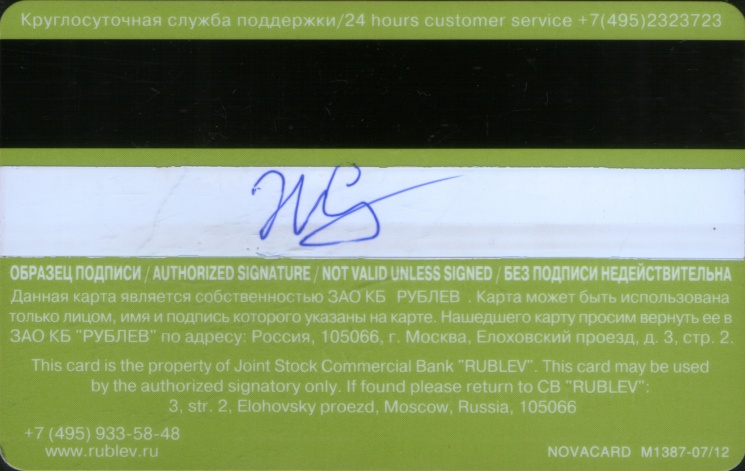 Круглосуточная служба поддержки/24 hours customer service +7(495)2323723
ОБРАЗЕЦ ПОДПИСИ / AUTHORIZED SIGNATURE / NOT VALID UNLESS SIGNED / БЕЗ ПОДПИСИ НЕДЕЙСТВИТЕЛЬНА
Данная карта является собственностью ЗАО КБ РУБЛЕВ . Карта может быть использована
только лицом, имя и подпись которого указаны на карте. Нашедшего карту просим вернуть ее в
ЗАО КБ "РУБЛЕВ" по адресу: Россия, 105066, г. Москва, Елоховский проезд, д. 3, стр. 2.
This card is the property of Joint Stock Commercial Bank "RUBLEV". This card may be used
by the authorized signatory only. If found please return to CB "RUBLEV":
3, str. 2, Elohovsky proezd, Moscow, Russia, 105066
+7 (495) 933-58-48
www.rublev.ru
NOVACARD M1387-07/12